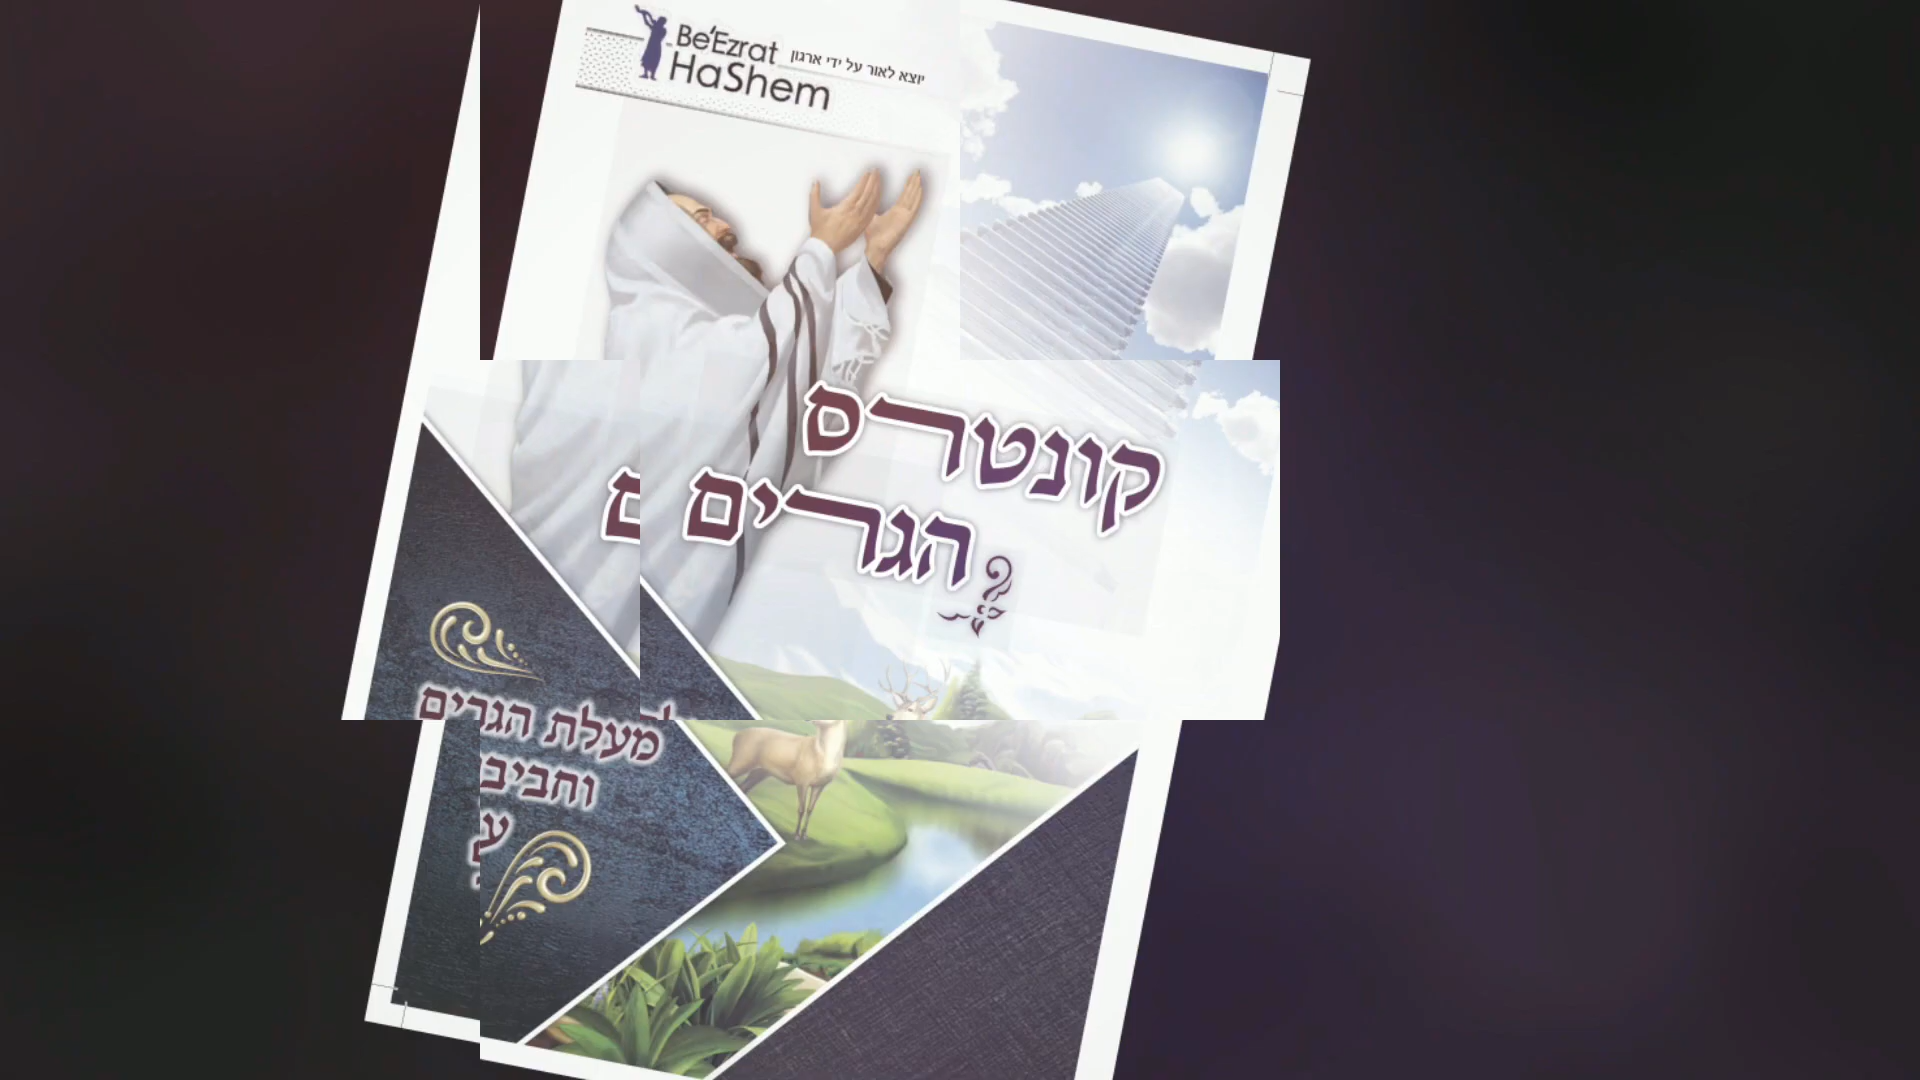 Be'Ezrat
HaShem
יוצא לאור על ידי ארגון
קונטרס
הגרים
מעלת הגרים